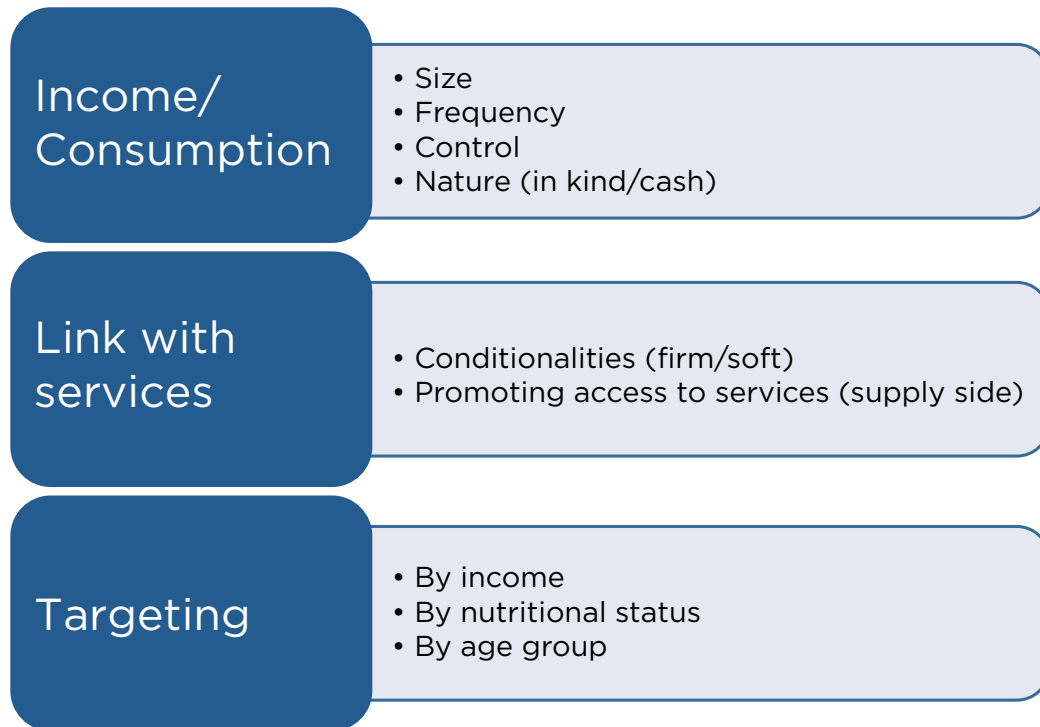 Income/
Consumption
• Size
• Frequency
• Control
• Nature (in kind/cash)
Link with
services
• Conditionalities (firm/soft)
• Promoting access to services (supply side)
Targeting
• By income
• By nutritional status
• By age group